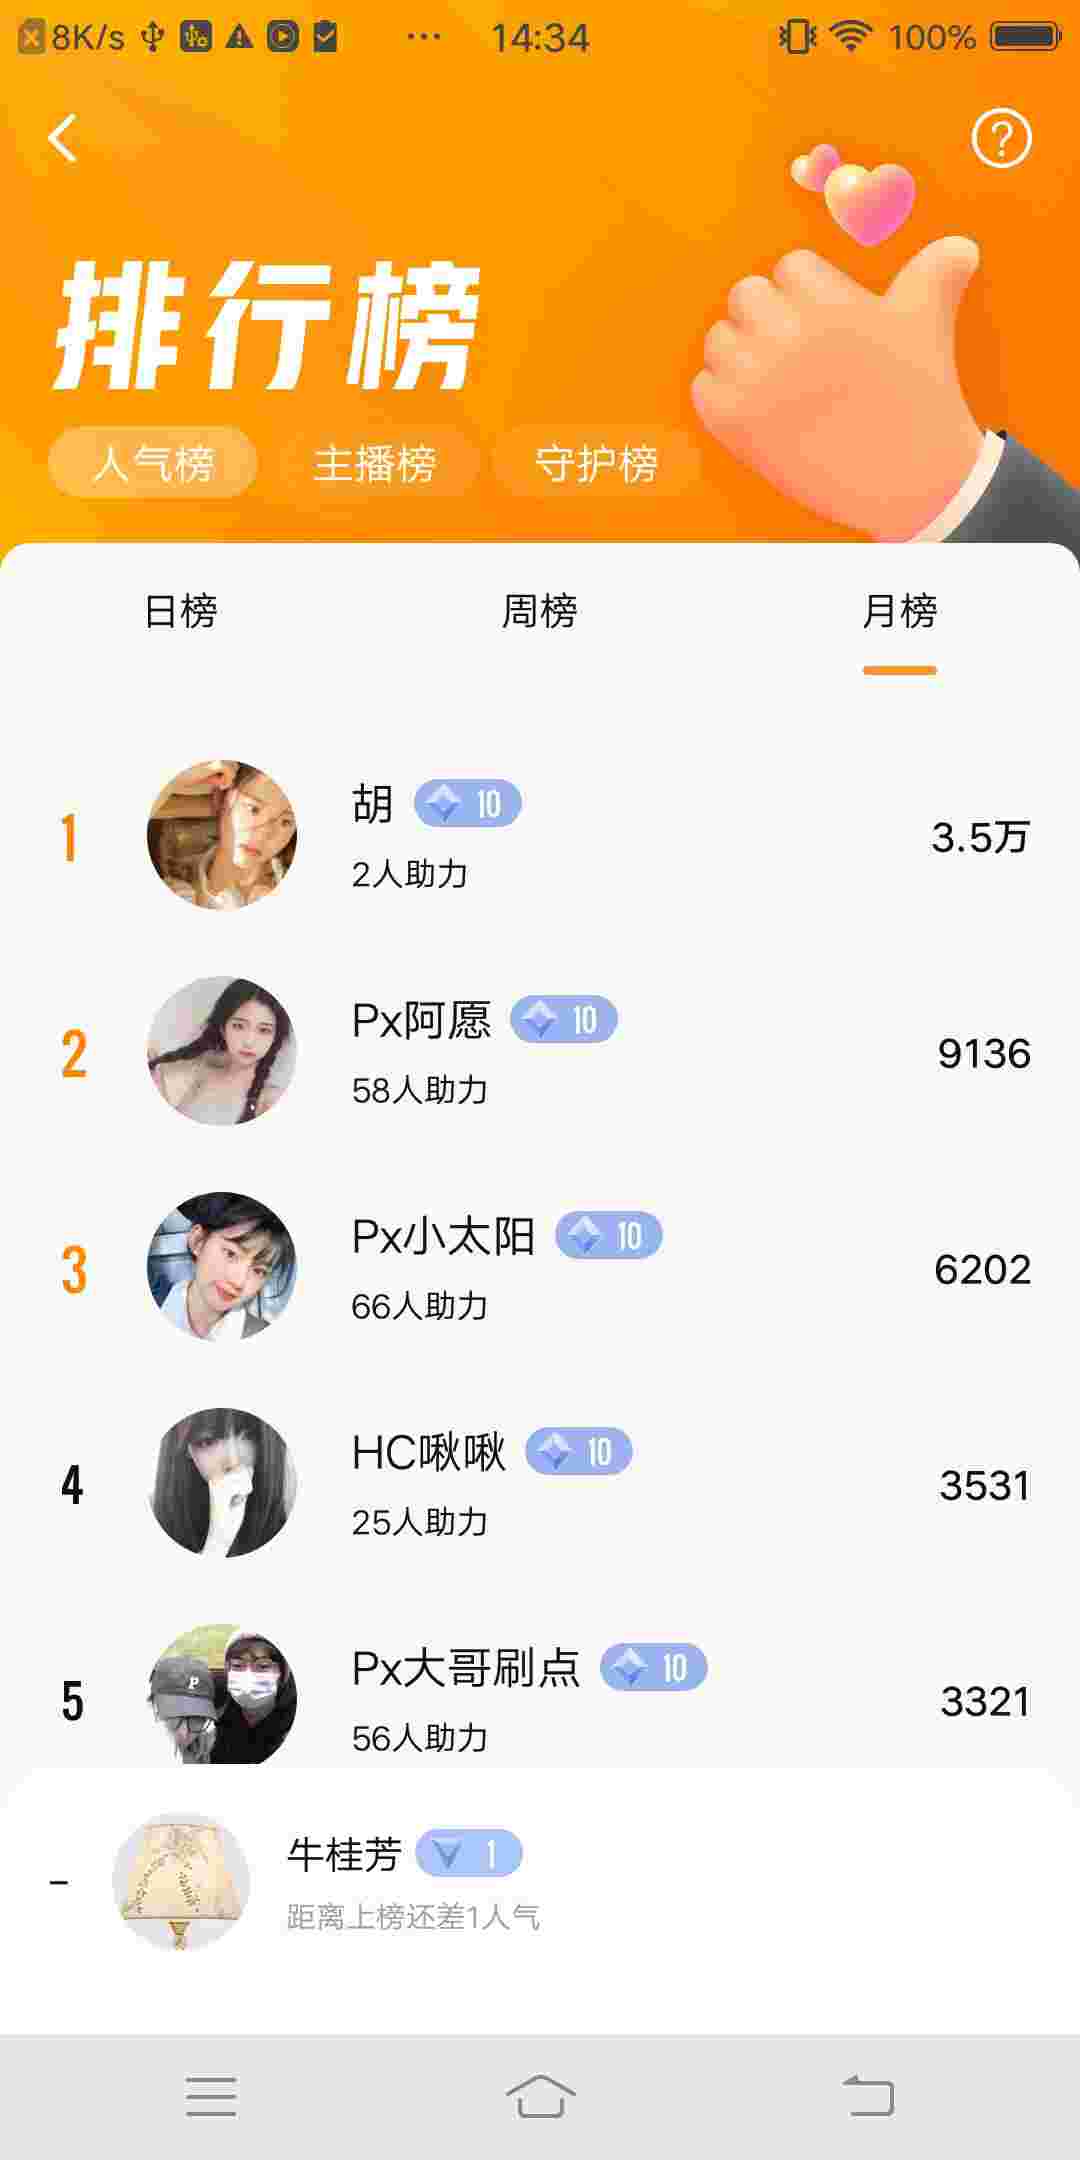 8K/s
14:34
100%
排行榜
人气榜 主播榜 守护榜
日榜 周榜 月榜
1
胡 10
2人助力
3.5万
2
Px阿愿 10
58人助力
9136
3
Px小太阳 10
66人助力
6202
4
HC啾啾 10
25人助力
3531
5
Px大哥刷点 10
56人助力
3321
–
牛桂芳 1
距离上榜还差1人气